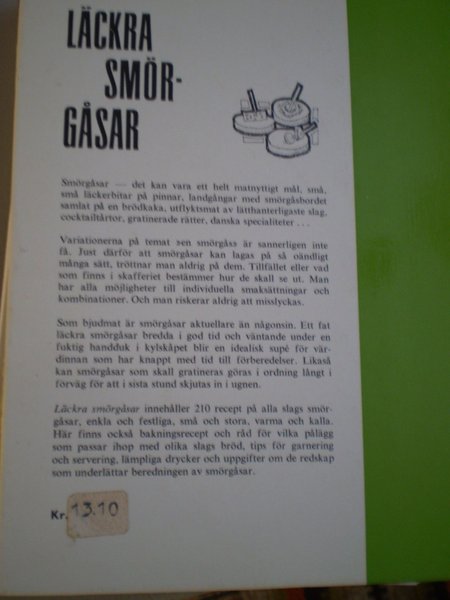 LÄCKRA
SMÖR-
GÅSAR
Smörgåsar — det kan vara ett helt matnyttigt mål, små,
små läckerbitar på pinnar, landgångar med smörgåsbordet
samlat på en brödkaka, utflyktsmat av lätthanterligaste slag,
cocktailtårtor, gratinerade rätter, danska specialiteter . . .
Variationerna på temat »en smörgås» är sannerligen inte
få. Just därför att smörgåsar kan lagas på så oändligt
många sätt, tröttnar man aldrig på dem. Tillfället eller vad
som finns i skafferiet bestämmer hur de skall se ut. Man
har alla möjligheter till individuella smaksättningar och
kombinationer. Och man riskerar aldrig att misslyckas.
Som bjudmat är smörgåsar aktuellare än någonsin. Ett fat
läckra smörgåsar bredda i god tid och väntande under en
fuktig handduk i kylskåpet blir en idealisk supé för vär-
dinnan som har knappt med tid till förberedelser. Likaså
kan smörgåsar som skall gratineras göras i ordning långt i
förväg för att i sista stund skjutas in i ugnen.
Läckra smörgåsar innehåller 210 recept på alla slags smör-
gåsar, enkla och festliga, små och stora, varma och kalla.
Här finns också bakningsrecept och råd för vilka pålägg
som passar ihop med olika slags bröd, tips för garnering
och servering, lämpliga drycker och uppgifter om de redskap
som underlättar beredningen av smörgåsar.
Kr. 13.10